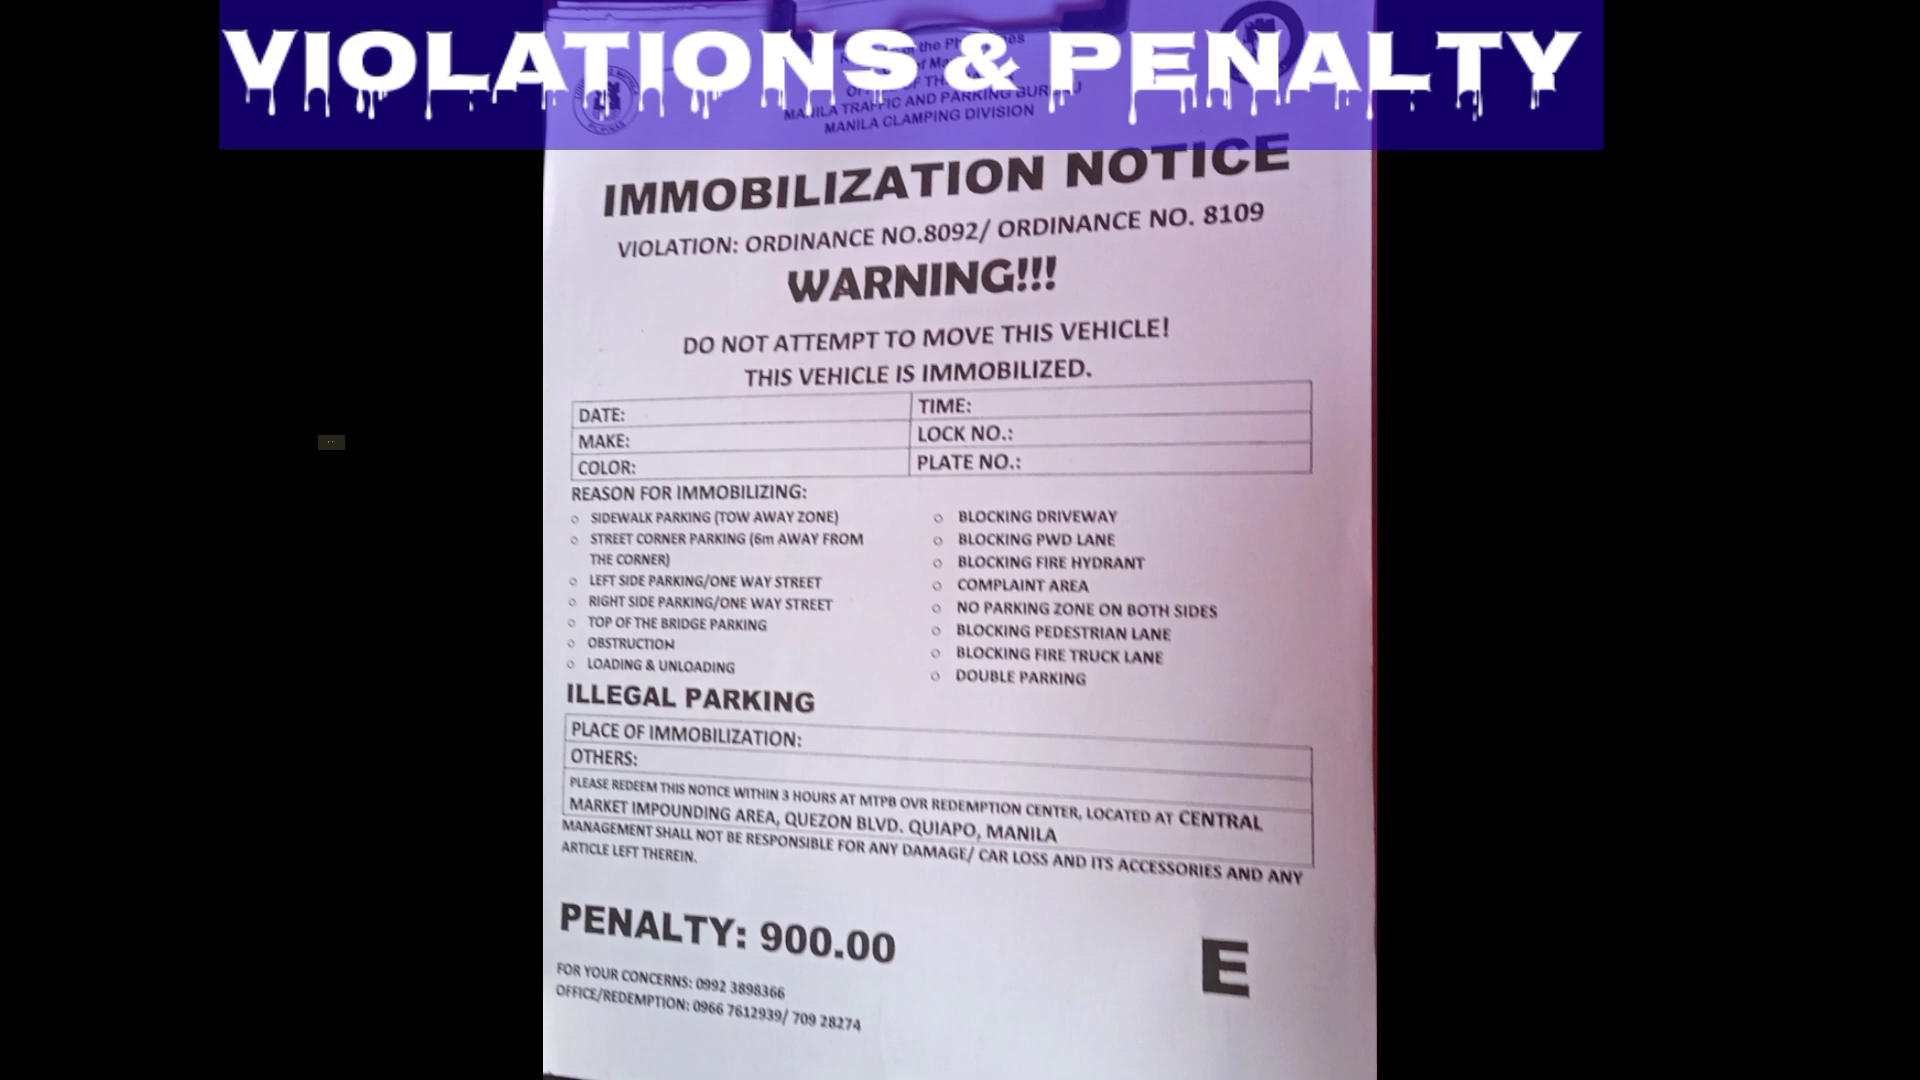 VIOLATIONS & PENALTY
of the
MANILA TRAFFIC AND PARKING
MANILA CLAMPING DIVISION
IMMOBILIZATION NOTICE
VIOLATION: ORDINANCE NO.8092/ ORDINANCE NO. 8109
WARNING!!!
DO NOT ATTEMPT TO MOVE THIS VEHICLE!
THIS VEHICLE IS IMMOBILIZED.
DATE: TIME:
MAKE: LOCK NO.:
COLOR: PLATE NO.:
REASON FOR IMMOBILIZING:
SIDEWALK PARKING (TOW AWAY ZONE)
STREET CORNER PARKING (6m AWAY FROM
THE CORNER)
LEFT SIDE PARKING/ONE WAY STREET
RIGHT SIDE PARKING/ONE WAY STREET
TOP OF THE BRIDGE PARKING
OBSTRUCTION
LOADING & UNLOADING
BLOCKING DRIVEWAY
BLOCKING PWD LANE
BLOCKING FIRE HYDRANT
COMPLAINT AREA
NO PARKING ZONE ON BOTH SIDES
BLOCKING PEDESTRIAN LANE
BLOCKING FIRE TRUCK LANE
DOUBLE PARKING
ILLEGAL PARKING
PLACE OF IMMOBILIZATION:
OTHERS:
PLEASE REDEEM THIS NOTICE WITHIN 3 HOURS AT MTPB OVR REDEMPTION CENTER, LOCATED AT CENTRAL
MARKET IMPOUNDING AREA, QUEZON BLVD. QUIAPO, MANILA
MANAGEMENT SHALL NOT BE RESPONSIBLE FOR ANY DAMAGE/ CAR LOSS AND ITS ACCESSORIES AND ANY
ARTICLE LEFT THEREIN.
PENALTY: 900.00
E
FOR YOUR CONCERNS: 0992 3898366
OFFICE/REDEMPTION: 0966 7612939/ 709 28274